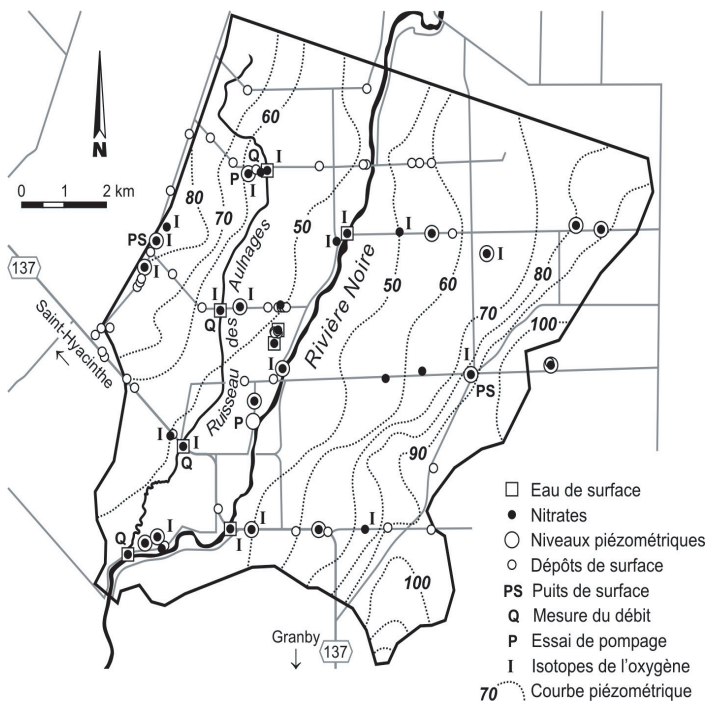 60
Q I
P
I
80
I
70
50
PS I
I
I
I
N
0 1 2 km
137
Saint-Hyacinthe
Ruisseau des Aulnages
Rivière Noire
I
50
60
I
80
70
100
I I
Q
I
I
PS
P
I I
Q
90
Q I
I I
I
100
Granby
137
Eau de surface
Nitrates
Niveaux piézométriques
Dépôts de surface
PS Puits de surface
Q Mesure du débit
P Essai de pompage
I Isotopes de l'oxygène
70 Courbe piézométrique